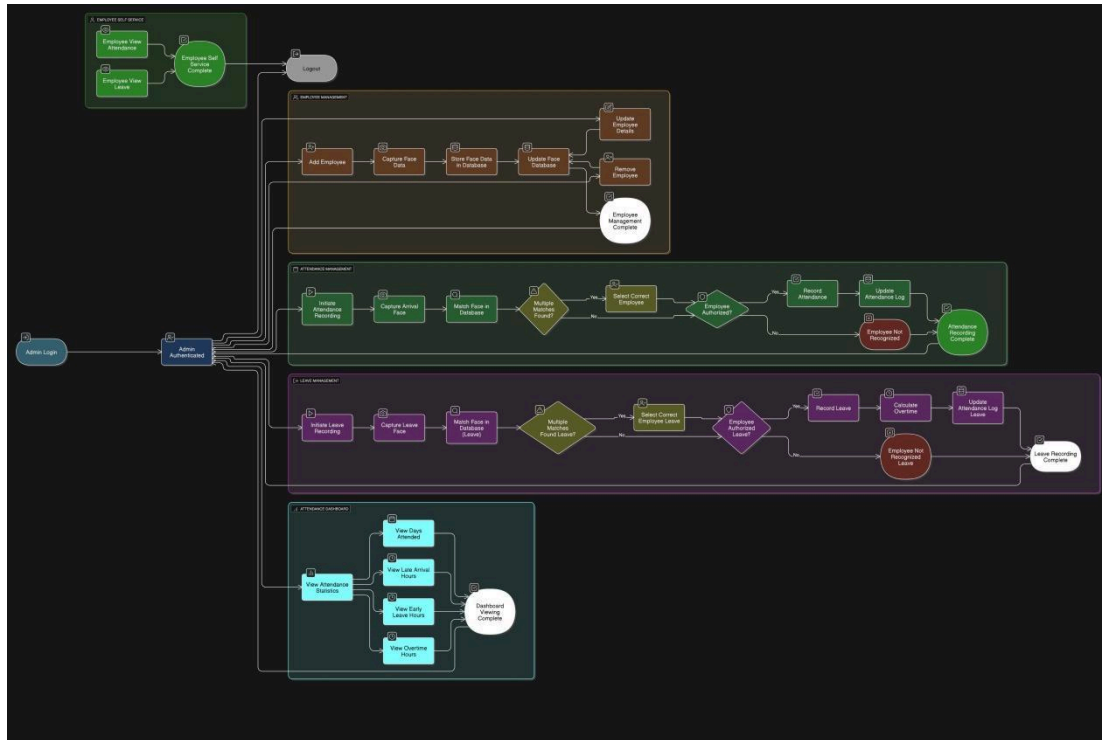 EMPLOYEE SELF SERVICE
Employee View
Attendance
Employee View
Leave
Employee Self
Service
Complete
Logout
EMPLOYEE MANAGEMENT
Add Employee
Capture Face
Data
Store Face Data
in Database
Update Face
Database
Update
Employee
Details
Remove
Employee
Employee
Management
Complete
Admin Login
Admin
Authenticated
ATTENDANCE MANAGEMENT
Initiate
Attendance
Recording
Capture Arrival
Face
Match Face in
Database
Multiple
Matches
Found?
Yes
No
Select Correct
Employee
Employee
Authorized?
Yes
No
Record
Attendance
Update
Attendance Log
Employee Not
Recognized
Attendance
Recording
Complete
LEAVE MANAGEMENT
Initiate Leave
Recording
Capture Leave
Face
Match Face in
Database
(Leave)
Multiple
Matches
Found Leave?
Yes
No
Select Correct
Employee Leave
Employee
Authorized
Leave?
Yes
No
Record Leave
Calculate
Overtime
Update
Attendance Log
Leave
Employee Not
Recognized
Leave
Leave Recording
Complete
ATTENDANCE DASHBOARD
View Attendance
Statistics
View Days
Attended
View Late Arrival
Hours
View Early
Leave Hours
View Overtime
Hours
Dashboard
Viewing
Complete